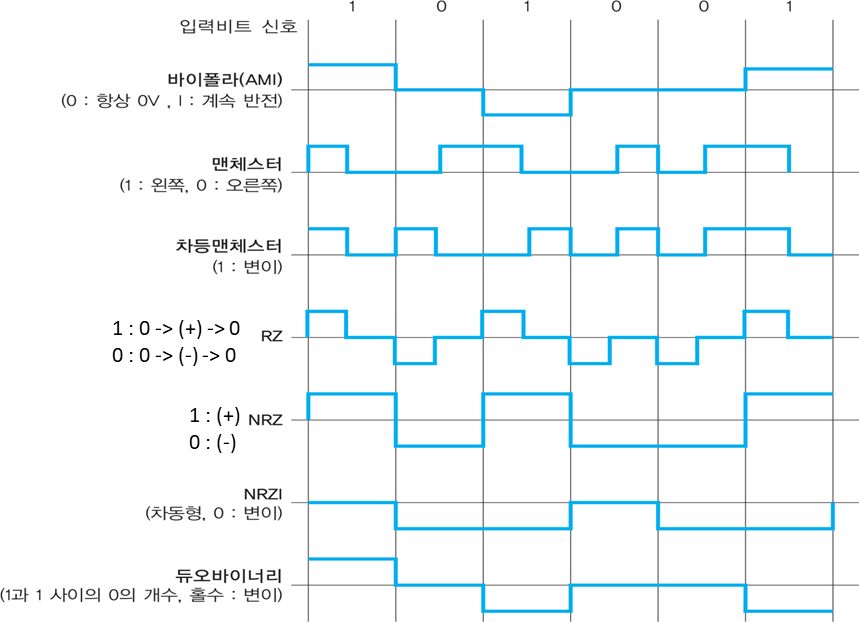 1 0 1 0 0 1
입력비트 신호
바이폴라(AMI)
(0 : 항상 0V , I : 계속 반전)
맨체스터
(1 : 왼쪽, 0 : 오른쪽)
차등맨체스터
(1 : 변이)
1 : 0 -> (+) -> 0
RZ
0 : 0 -> (-) -> 0
1 : (+)
NRZ
0 : (-)
NRZI
(차동형, 0 : 변이)
듀오바이너리
(1과 1 사이의 0의 개수, 홀수 : 변이)